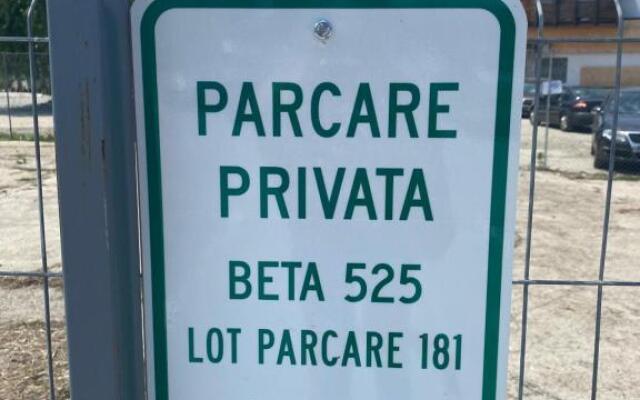 PARCARE
PRIVATA
BETA 525
LOT PARCARE 181